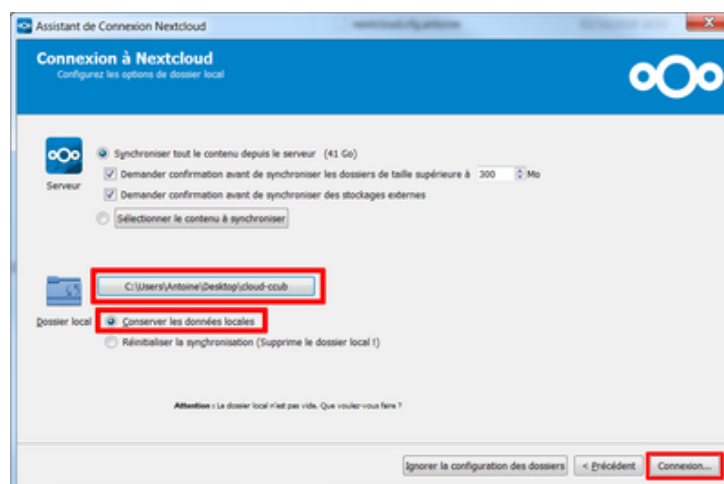 Assistant de Connexion Nextcloud
Connexion à Nextcloud
Configurez les options de dossier local
Serveur
Synchroniser tout le contenu depuis le serveur (41 Go)
Demander confirmation avant de synchroniser les dossiers de taille supérieure à 300 Mo
Demander confirmation avant de synchroniser des stockages externes
Sélectionner le contenu à synchroniser
C:\Users\Antoine\Desktop\cloud-ccub
Dossier local
Conserver les données locales
Réinitialiser la synchronisation (Supprime le dossier local !)
Attention : Le dossier local n'est pas vide. Que voulez-vous faire ?
Ignorer la configuration des dossiers
< Précédent
Connexion...